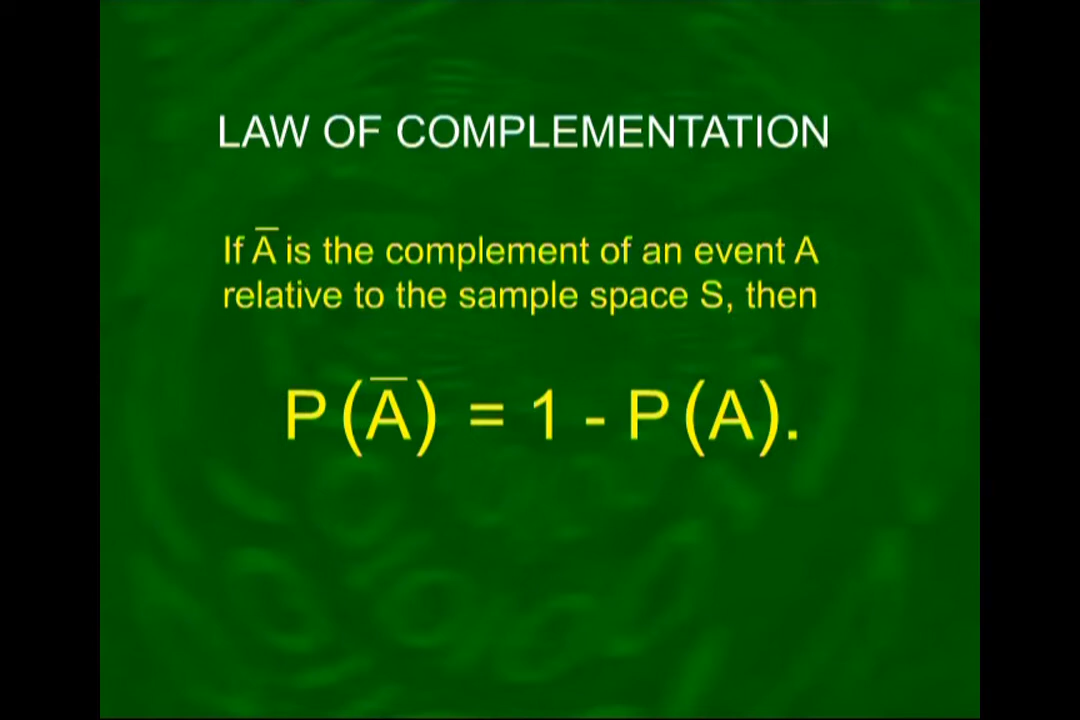 LAW OF COMPLEMENTATION
If A̅ is the complement of an event A
relative to the sample space S, then
P(A̅) = 1 - P(A).